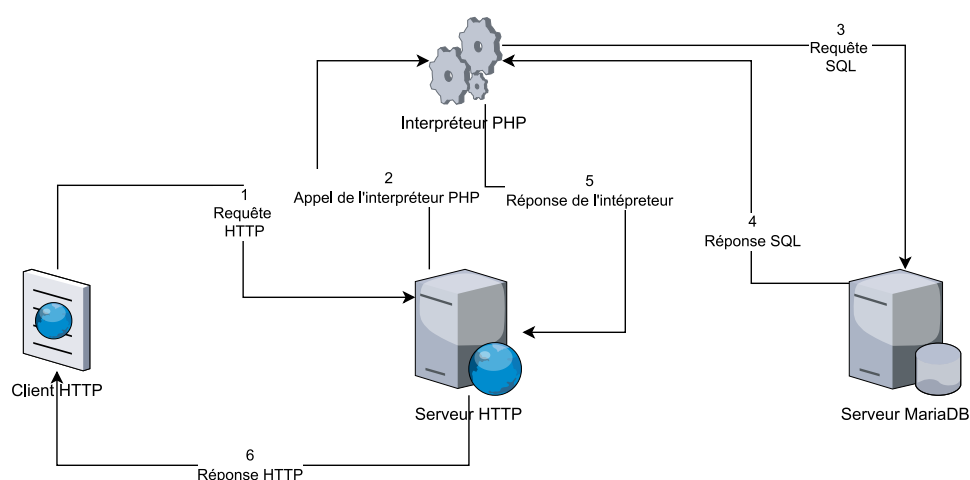 3
Requête
SQL
Interpréteur PHP
2
Appel de l'interpréteur PHP
5
Réponse de l'intépreteur
1
Requête
HTTP
4
Réponse SQL
Client HTTP
Serveur HTTP
Serveur MariaDB
6
Réponse HTTP